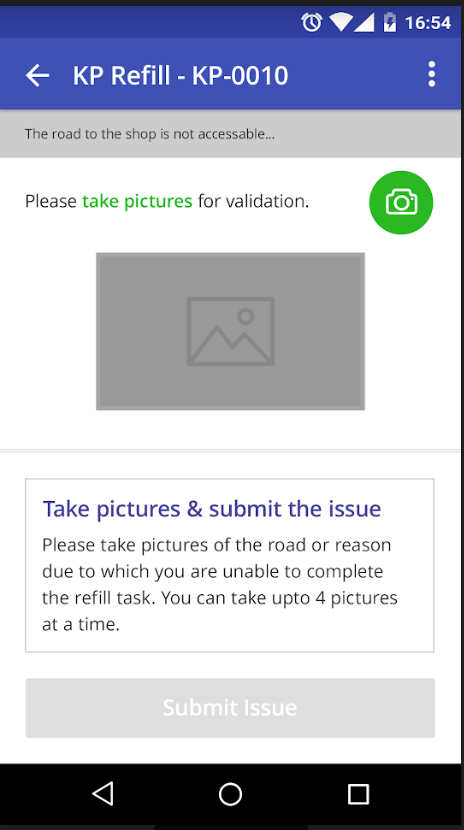 16:54
KP Refill - KP-0010
The road to the shop is not accessable...
Please take pictures for validation.
Take pictures & submit the issue
Please take pictures of the road or reason
due to which you are unable to complete
the refill task. You can take upto 4 pictures
at a time.
Submit Issue